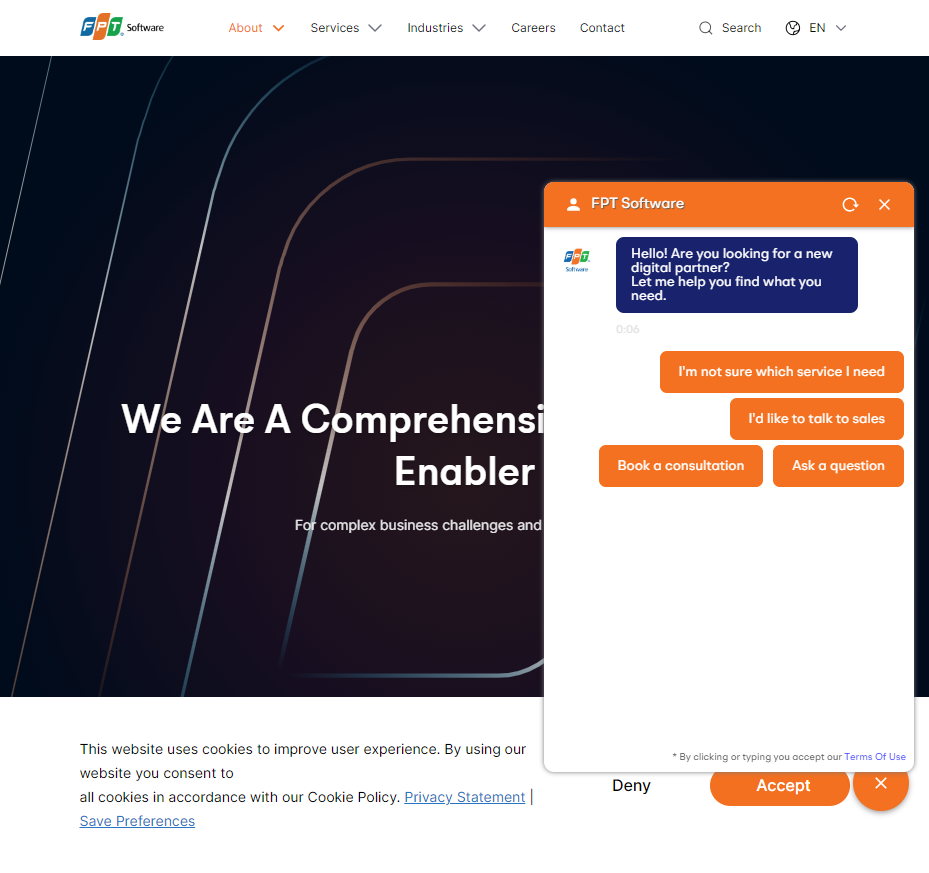 FPT Software
About
Services
Industries
Careers
Contact
Search
EN
We Are A Comprehensi
Enabler
For complex business challenges and
FPT Software
FPT
Software
Hello! Are you looking for a new
digital partner?
Let me help you find what you
need.
0:06
I'm not sure which service I need
I'd like to talk to sales
Book a consultation
Ask a question
* By clicking or typing you accept our Terms Of Use
This website uses cookies to improve user experience. By using our
website you consent to
all cookies in accordance with our Cookie Policy. Privacy Statement |
Save Preferences
Deny
Accept